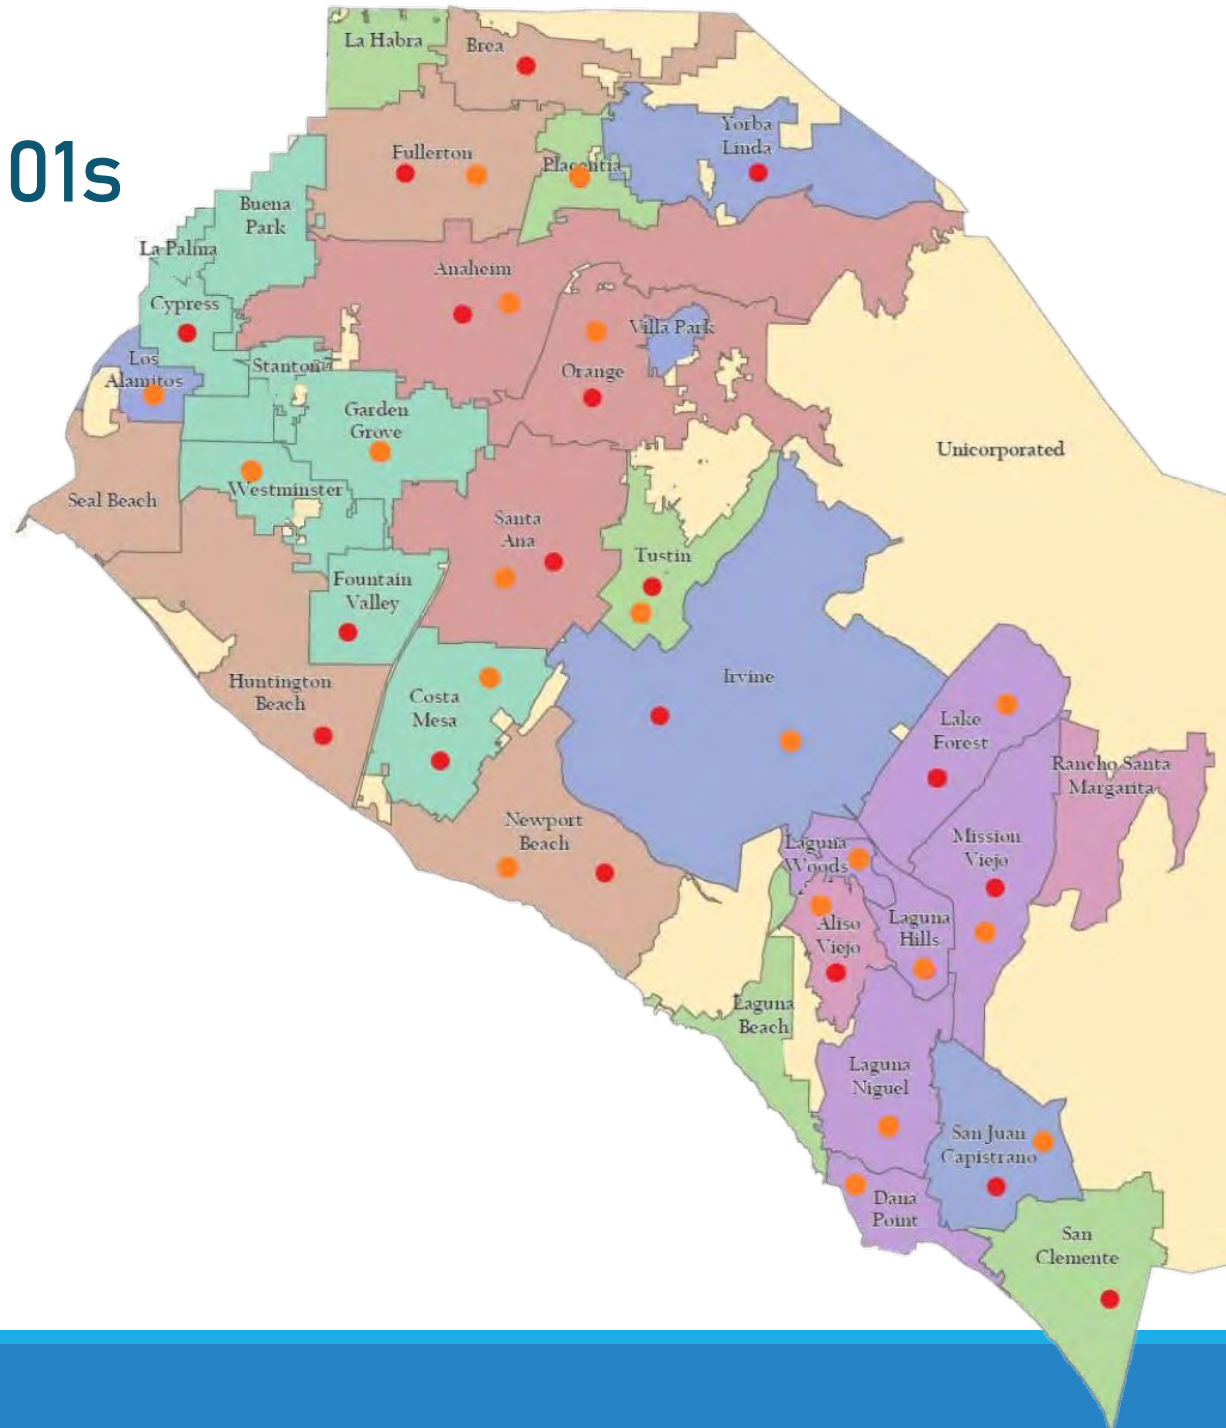 01s
La Habra
Brea
Fullerton
Placentia
Yorba
Linda
Buena
Park
La Palma
Anaheim
Cypress
Villa Park
Los
Alamitos
Stanton
Orange
Garden
Grove
Unicorporated
Westminster
Seal Beach
Santa
Ana
Tustin
Fountain
Valley
Irvine
Huntington
Beach
Costa
Mesa
Lake
Forest
Rancho Santa
Margarita
Newport
Beach
Laguna
Woods
Mission
Viejo
Aliso
Viejo
Laguna
Hills
Laguna
Beach
Laguna
Niguel
San Juan
Capistrano
Dana
Point
San
Clemente